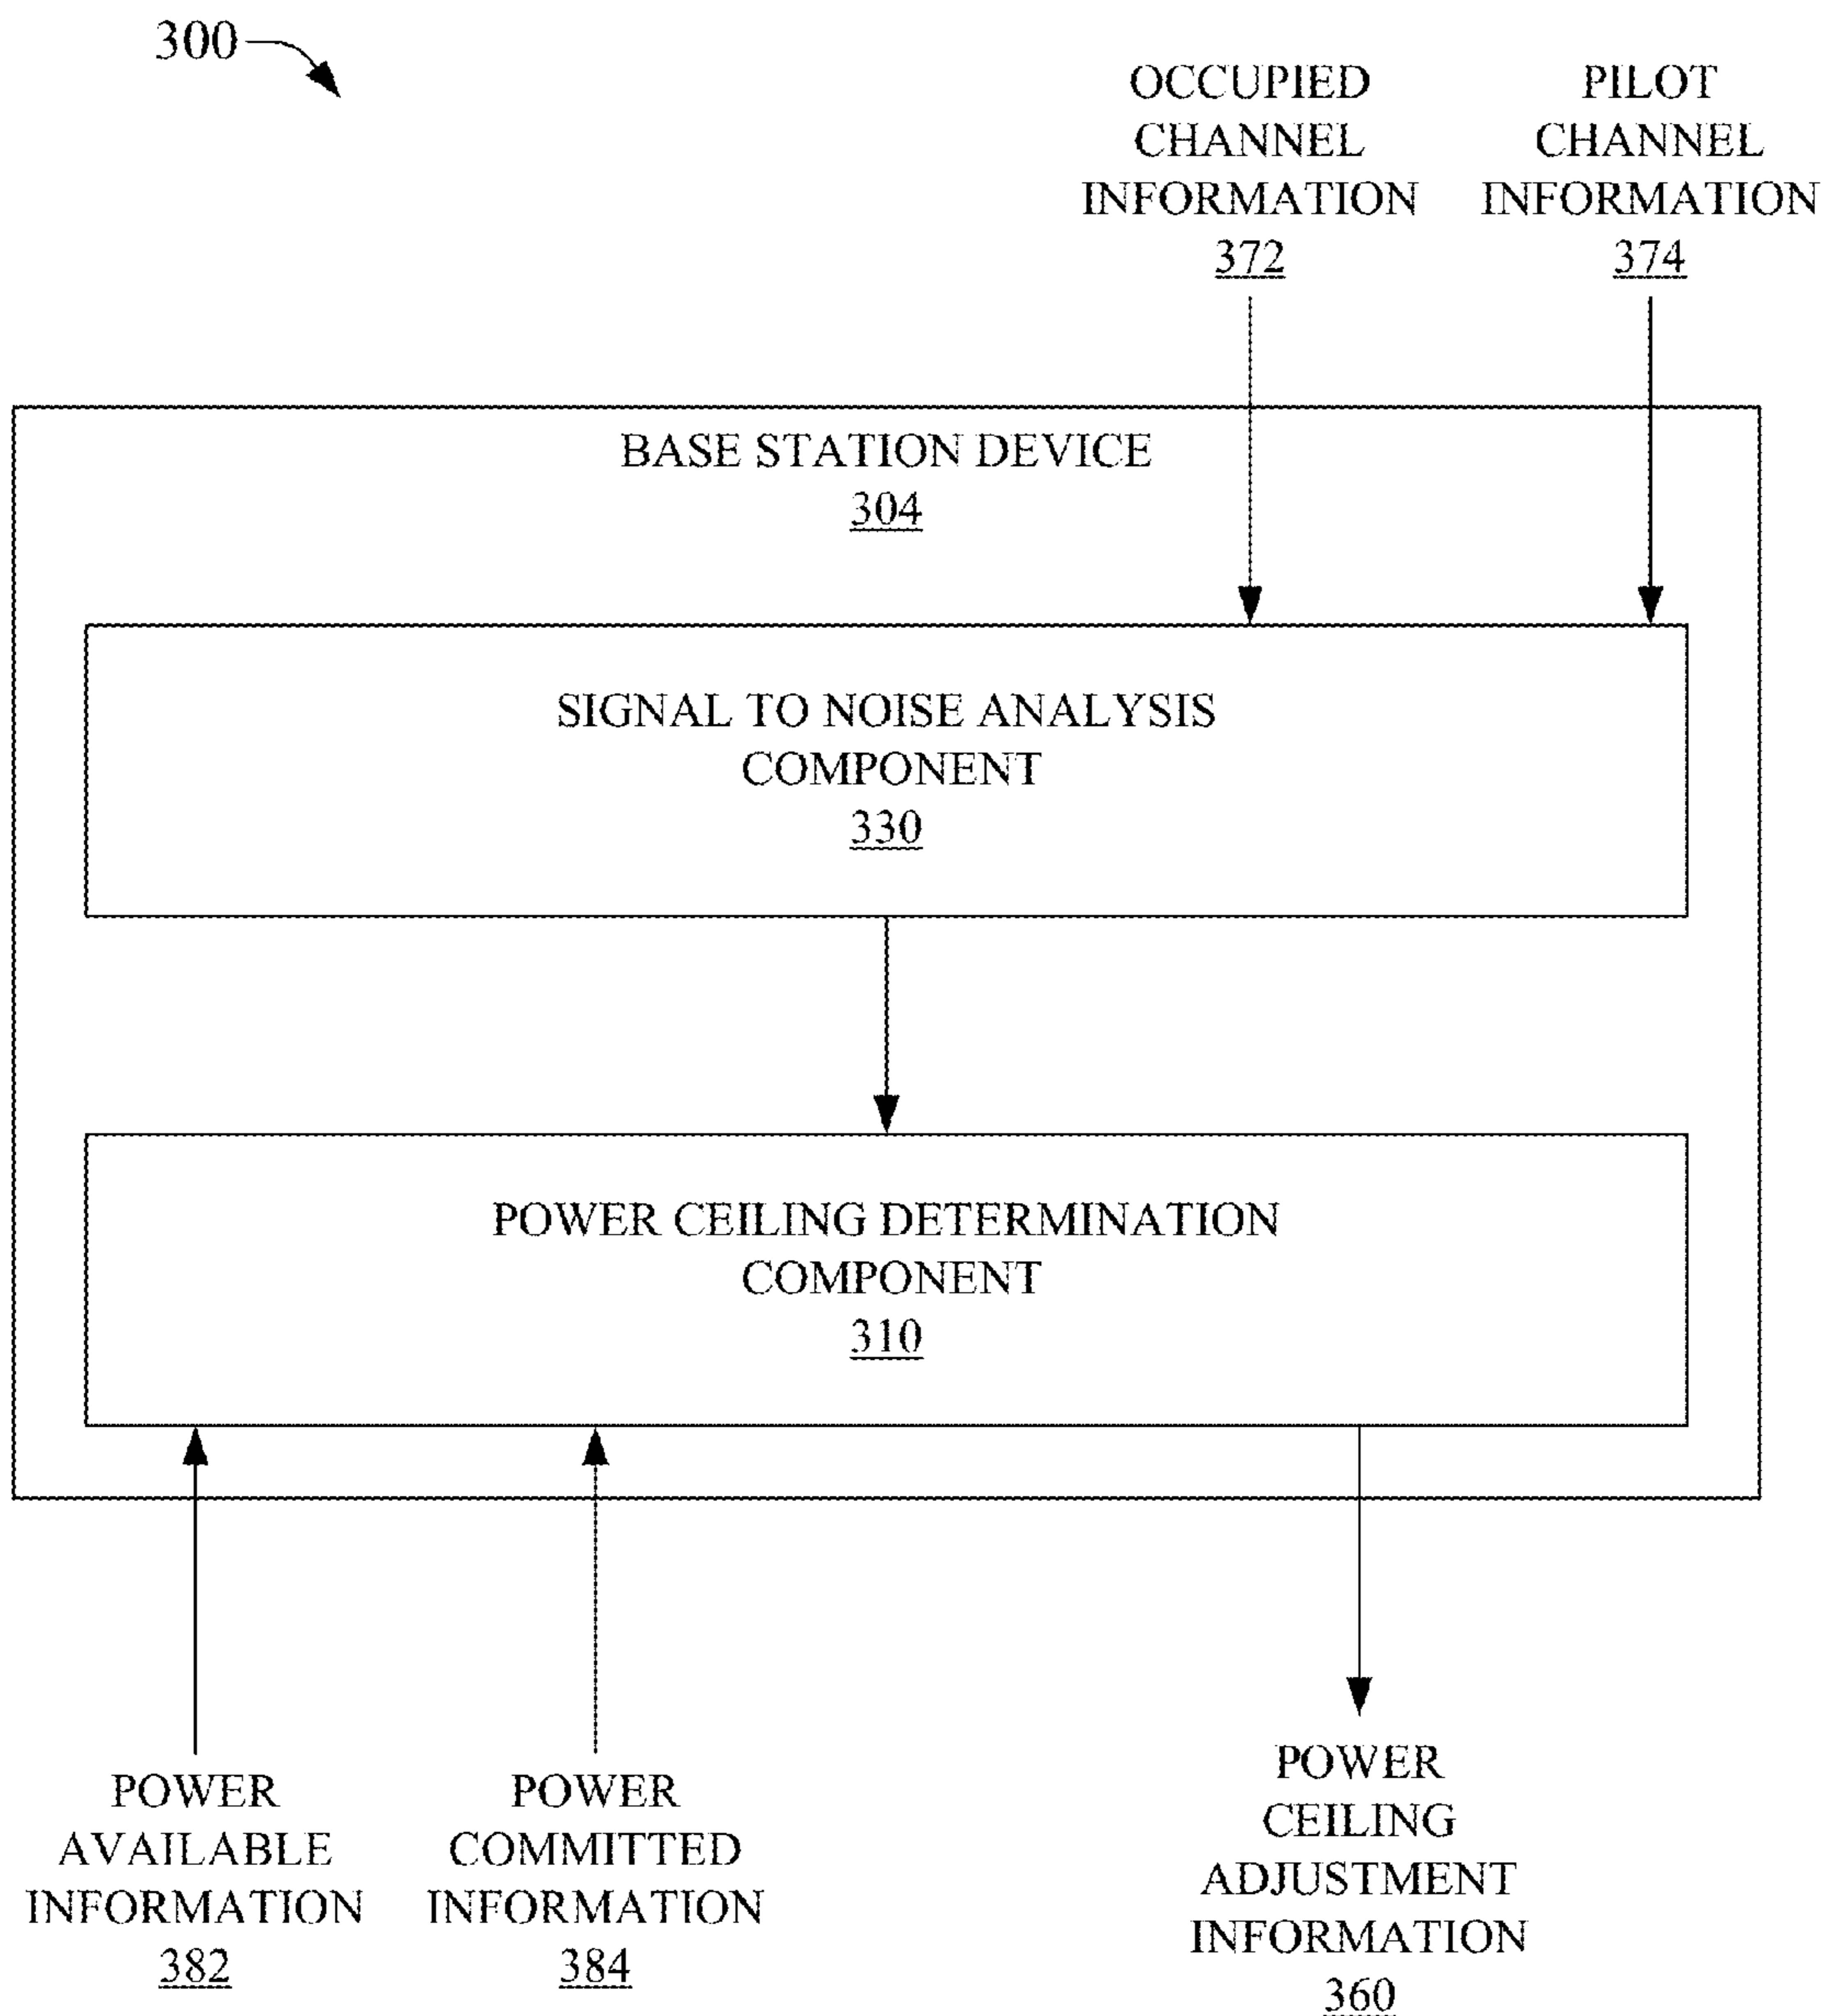 300
OCCUPIED
CHANNEL
INFORMATION
372
PILOT
CHANNEL
INFORMATION
374
BASE STATION DEVICE
304
SIGNAL TO NOISE ANALYSIS
COMPONENT
330
POWER CEILING DETERMINATION
COMPONENT
310
POWER
AVAILABLE
INFORMATION
382
POWER
COMMITTED
INFORMATION
384
POWER
CEILING
ADJUSTMENT
INFORMATION
360